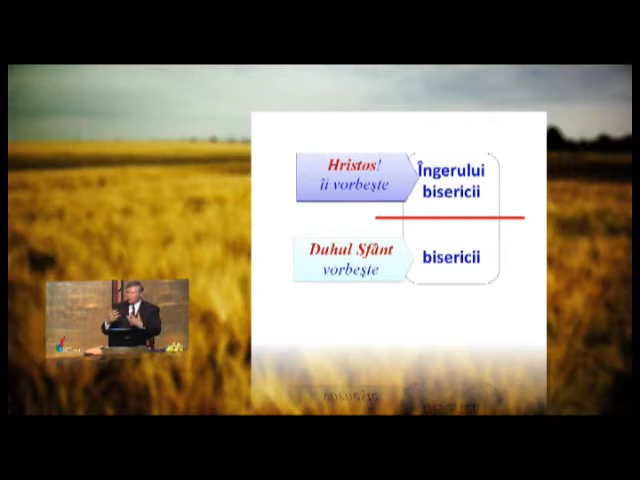 Hristos!
îi vorbește
Îngerului
bisericii
Duhul Sfânt
vorbește
bisericii